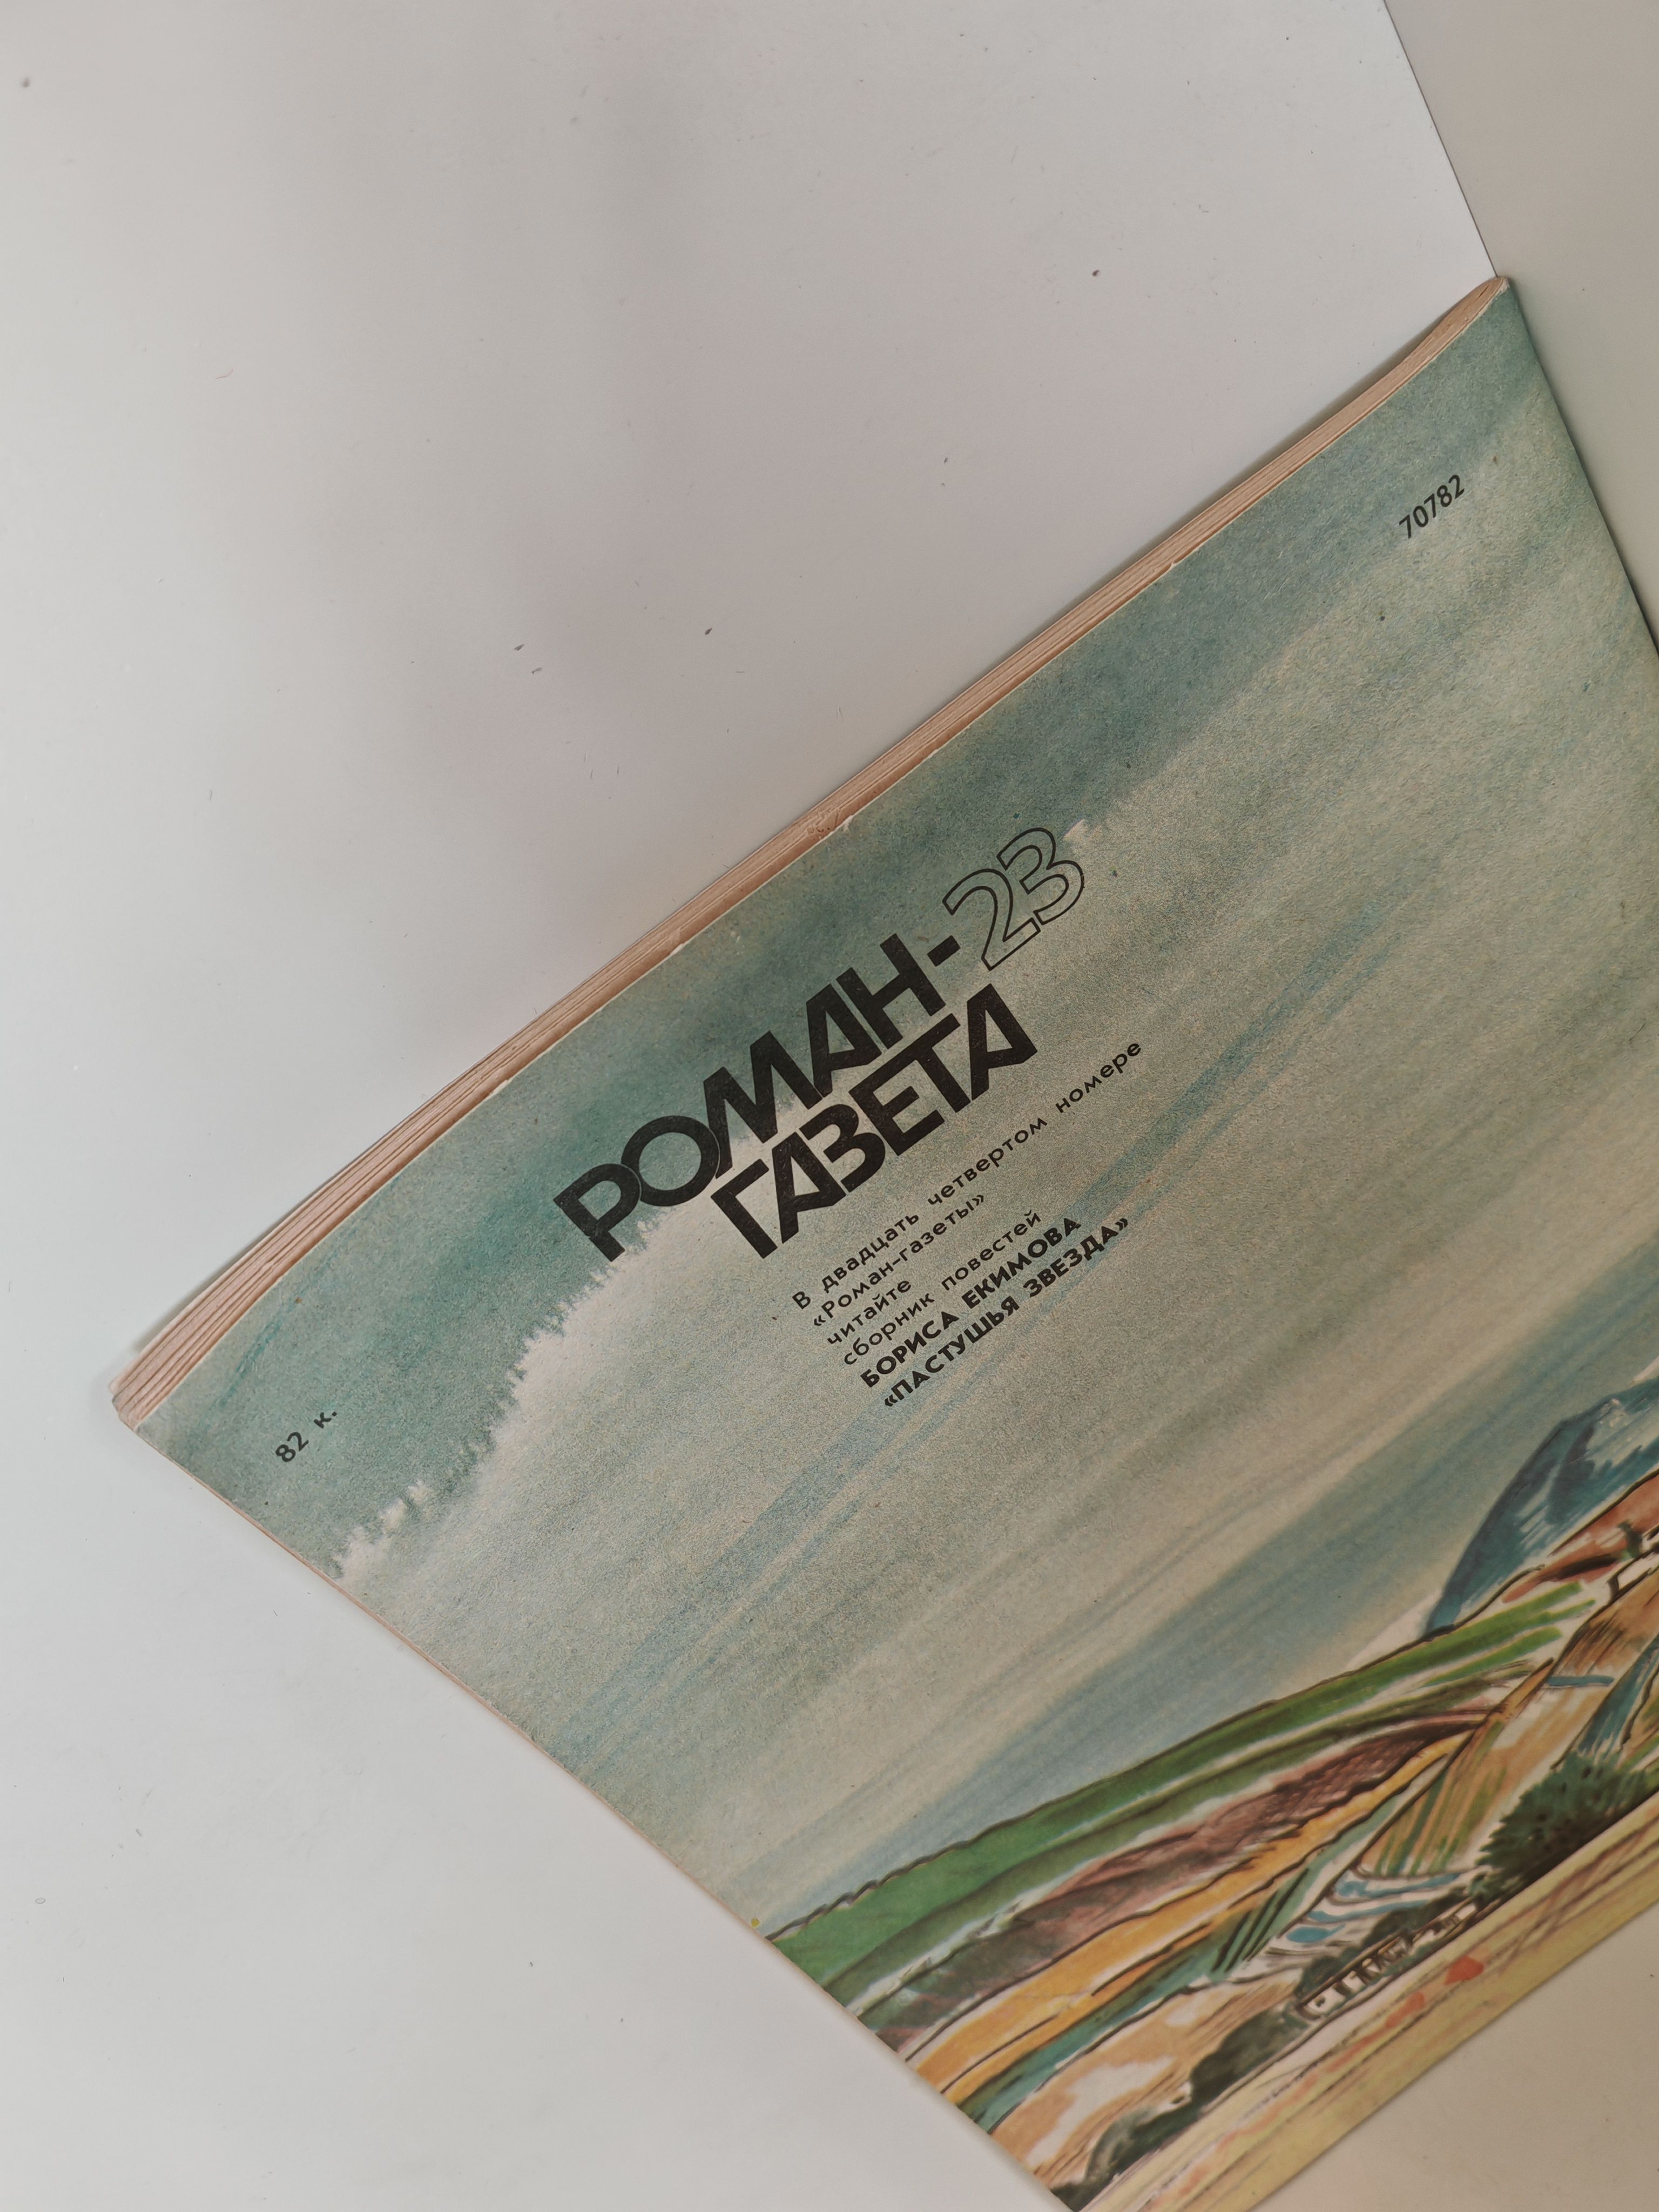 82 к.
70782
РОМАН-23
ГАЗЕТА
В двадцать четвертом номере
«Роман-газеты»
читайте
сборник повестей
БОРИСА ЕКИМОВА
«ПАСТУШЬЯ ЗВЕЗДА»